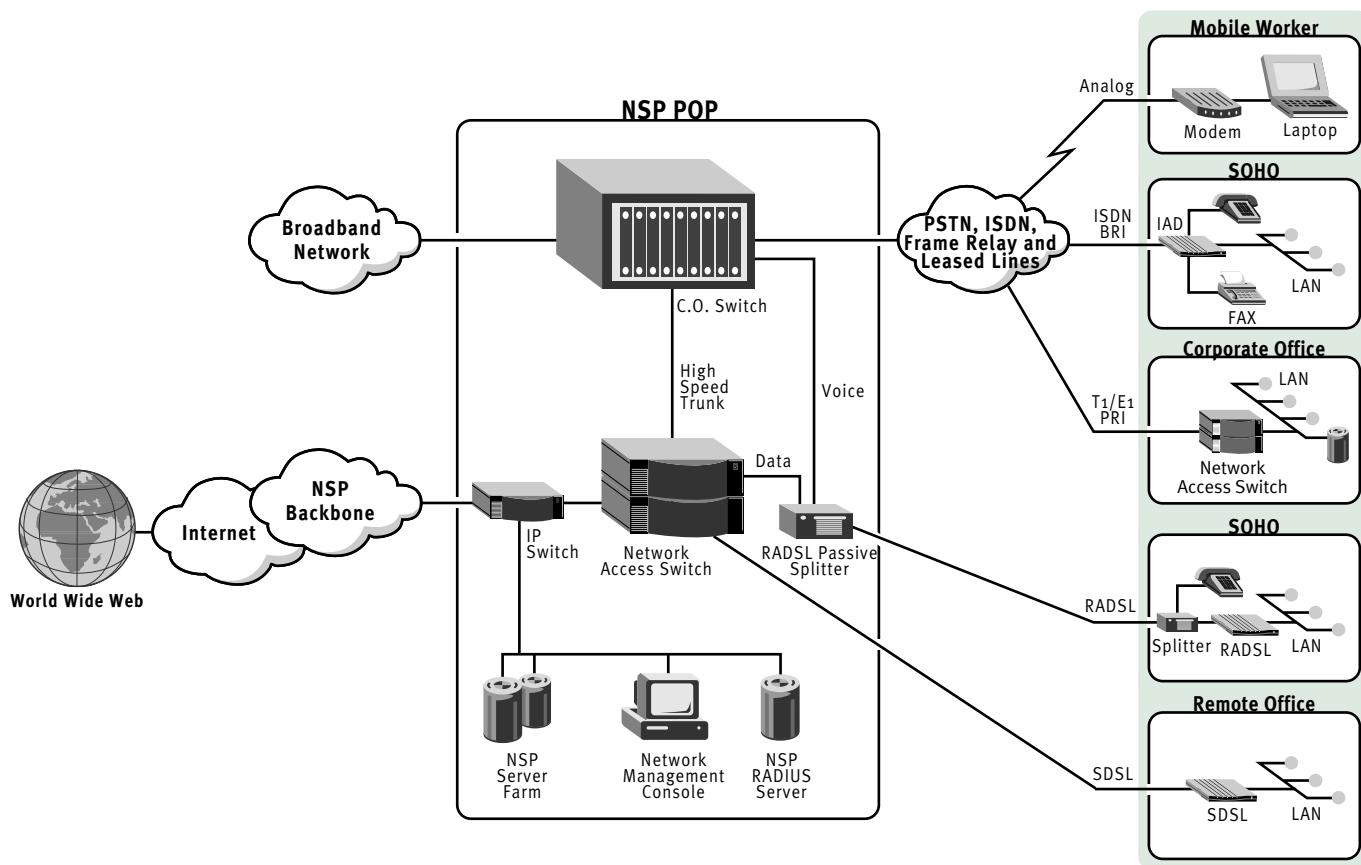 Mobile Worker
Analog
Modem
Laptop
NSP POP
SOHO
ISDN
BRI
IAD
LAN
FAX
Broadband
Network
PSTN, ISDN,
Frame Relay and
Leased Lines
C.O. Switch
Corporate Office
LAN
T1/E1
PRI
Network
Access Switch
High
Speed
Trunk
Voice
Data
NSP
Backbone
Internet
World Wide Web
IP
Switch
Network
Access Switch
RADSL Passive
Splitter
SOHO
RADSL
Splitter
RADSL
LAN
NSP
Server
Farm
Network
Management
Console
NSP
RADIUS
Server
Remote Office
SDSL
SDSL
LAN